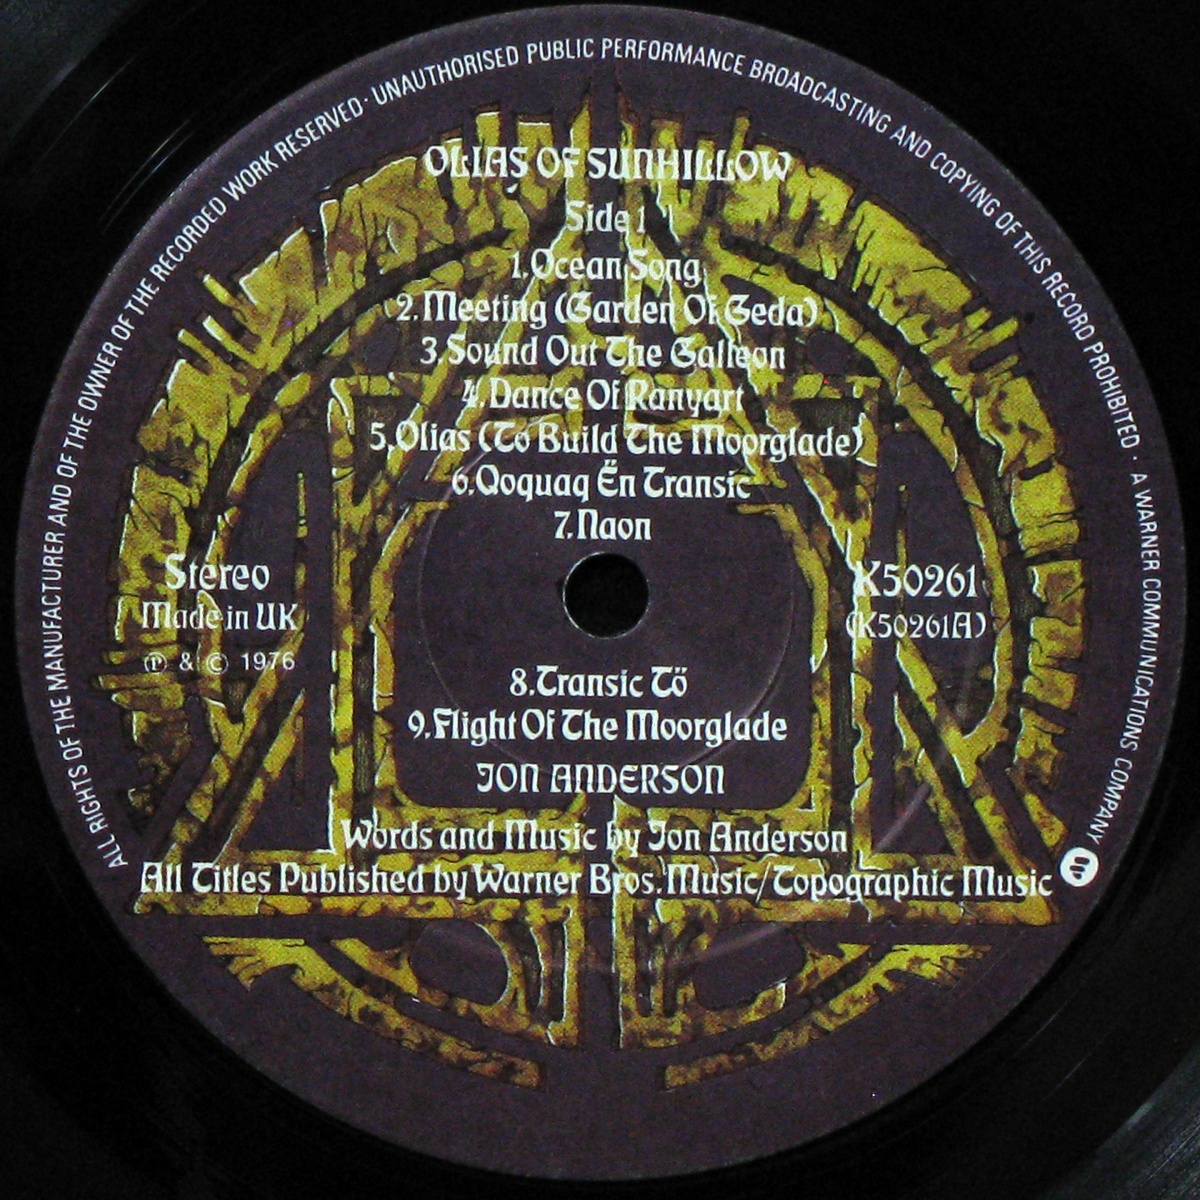 ALL RIGHTS OF THE MANUFACTURER AND OF THE OWNER OF THE RECORDED WORK RESERVED · UNAUTHORISED PUBLIC PERFORMANCE BROADCASTING AND COPYING OF THIS RECORD PROHIBITED · A WARNER COMMUNICATIONS COMPANY
OLIAS OF SUNHILLOW
Side 1
1.Ocean Song
2.Meeting (Garden Of Geda)
3.Sound Out The Galleon
4.Dance Of Ranyart
5.Olias (To Build The Moorglade)
6.Qoquaq Ën Transic
7.Naon
Stereo
Made in UK
℗ & © 1976
K50261
(K50261A)
8.Transic Tö
9.Flight Of The Moorglade
JON ANDERSON
Words and Music by Jon Anderson
All Titles Published by Warner Bros. Music/Topographic Music